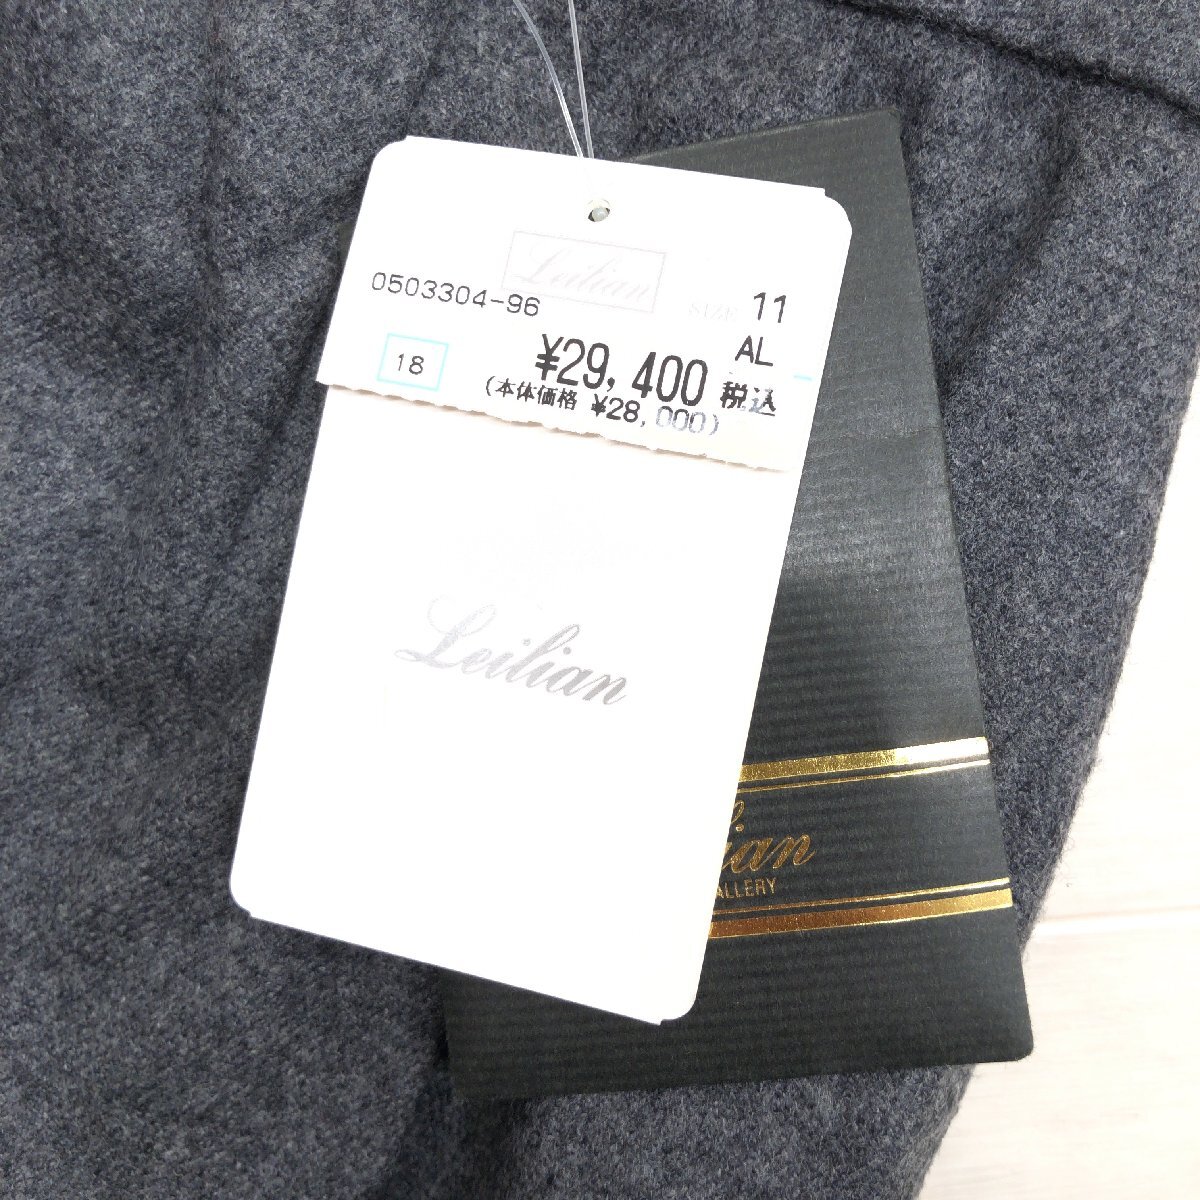 Leilian
0503304-96
SIZE 11
AL
18
¥29,400 税込
(本体価格 ¥28,000)
Leilian
lian
ALLERY